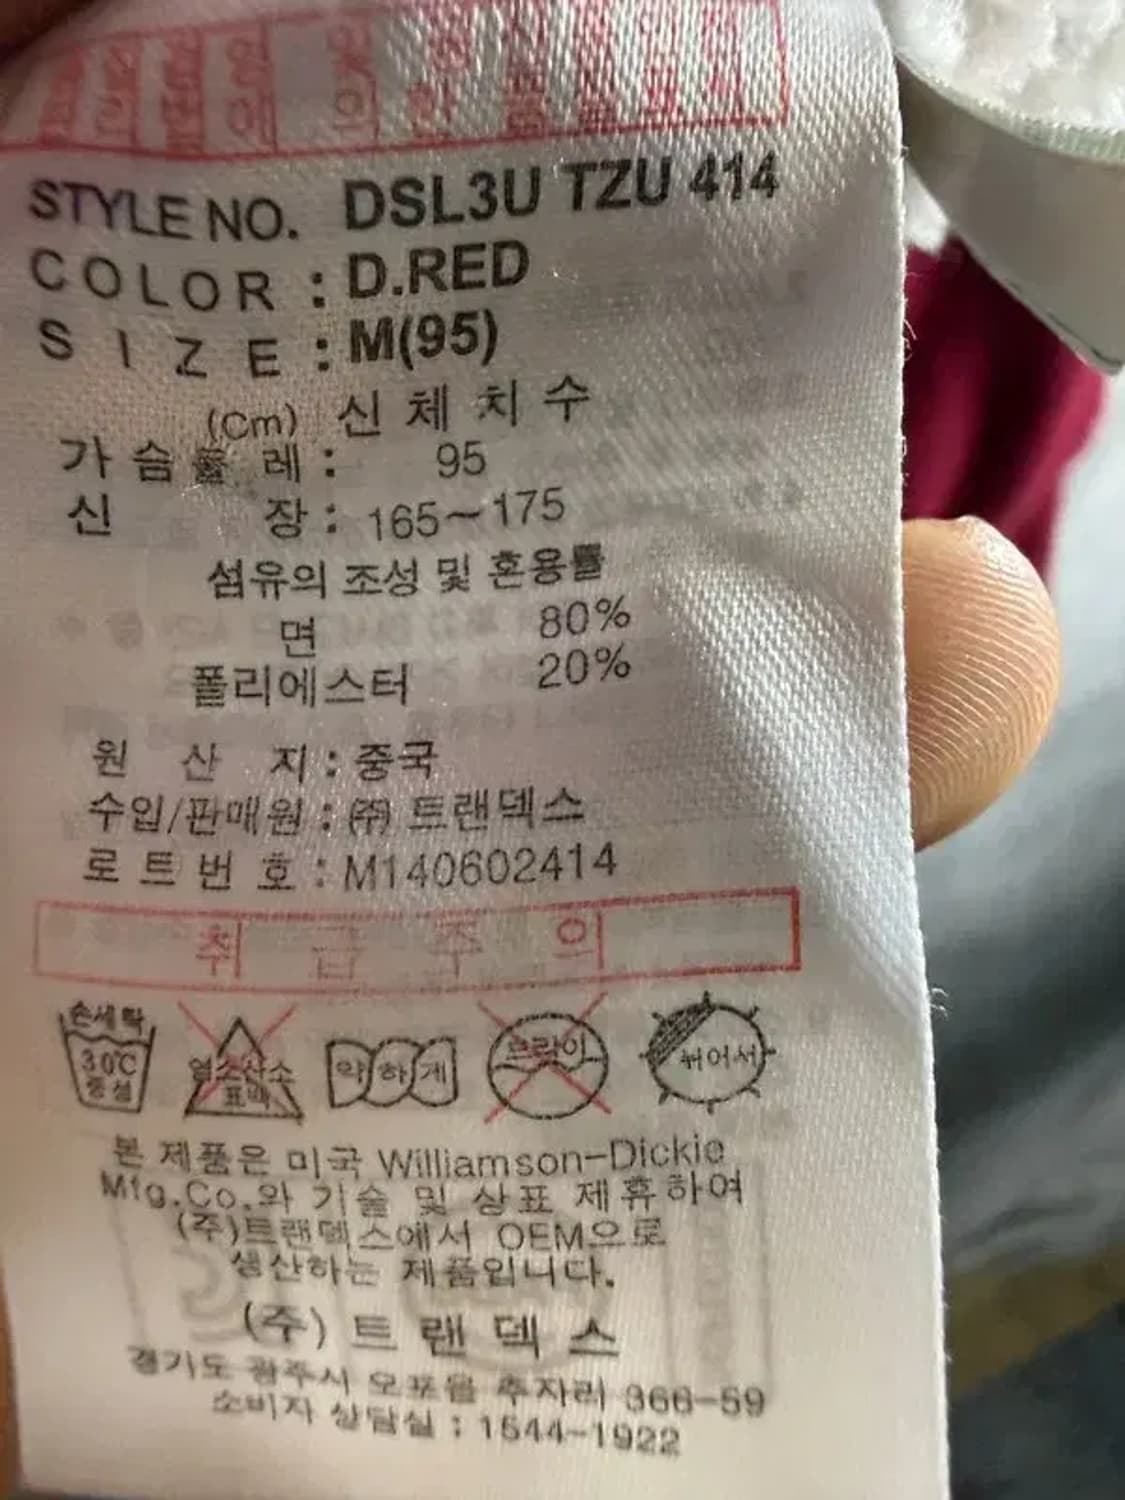 STYLE NO. DSL3U TZU 414
COLOR : D.RED
SIZE : M(95)
(Cm) 신체치수
가슴둘레 : 95
신 장 : 165~175
섬유의 조성 및 혼용률
면 80%
폴리에스터 20%
원 산 지 : 중국
수입/판매원 : ㈜ 트랜덱스
로트번호 : M140602414
취급주의
손세탁
30℃
중성
염소산소
표백
약하게
드라이
뉘어서
본 제품은 미국 Williamson-Dickie
Mfg.Co.와 기술 및 상표 제휴하여
(주)트랜덱스에서 OEM으로
생산하는 제품입니다.
(주)트랜덱스
경기도 광주시 오포읍 추자리 366-59
소비자 상담실 : 1544-1922